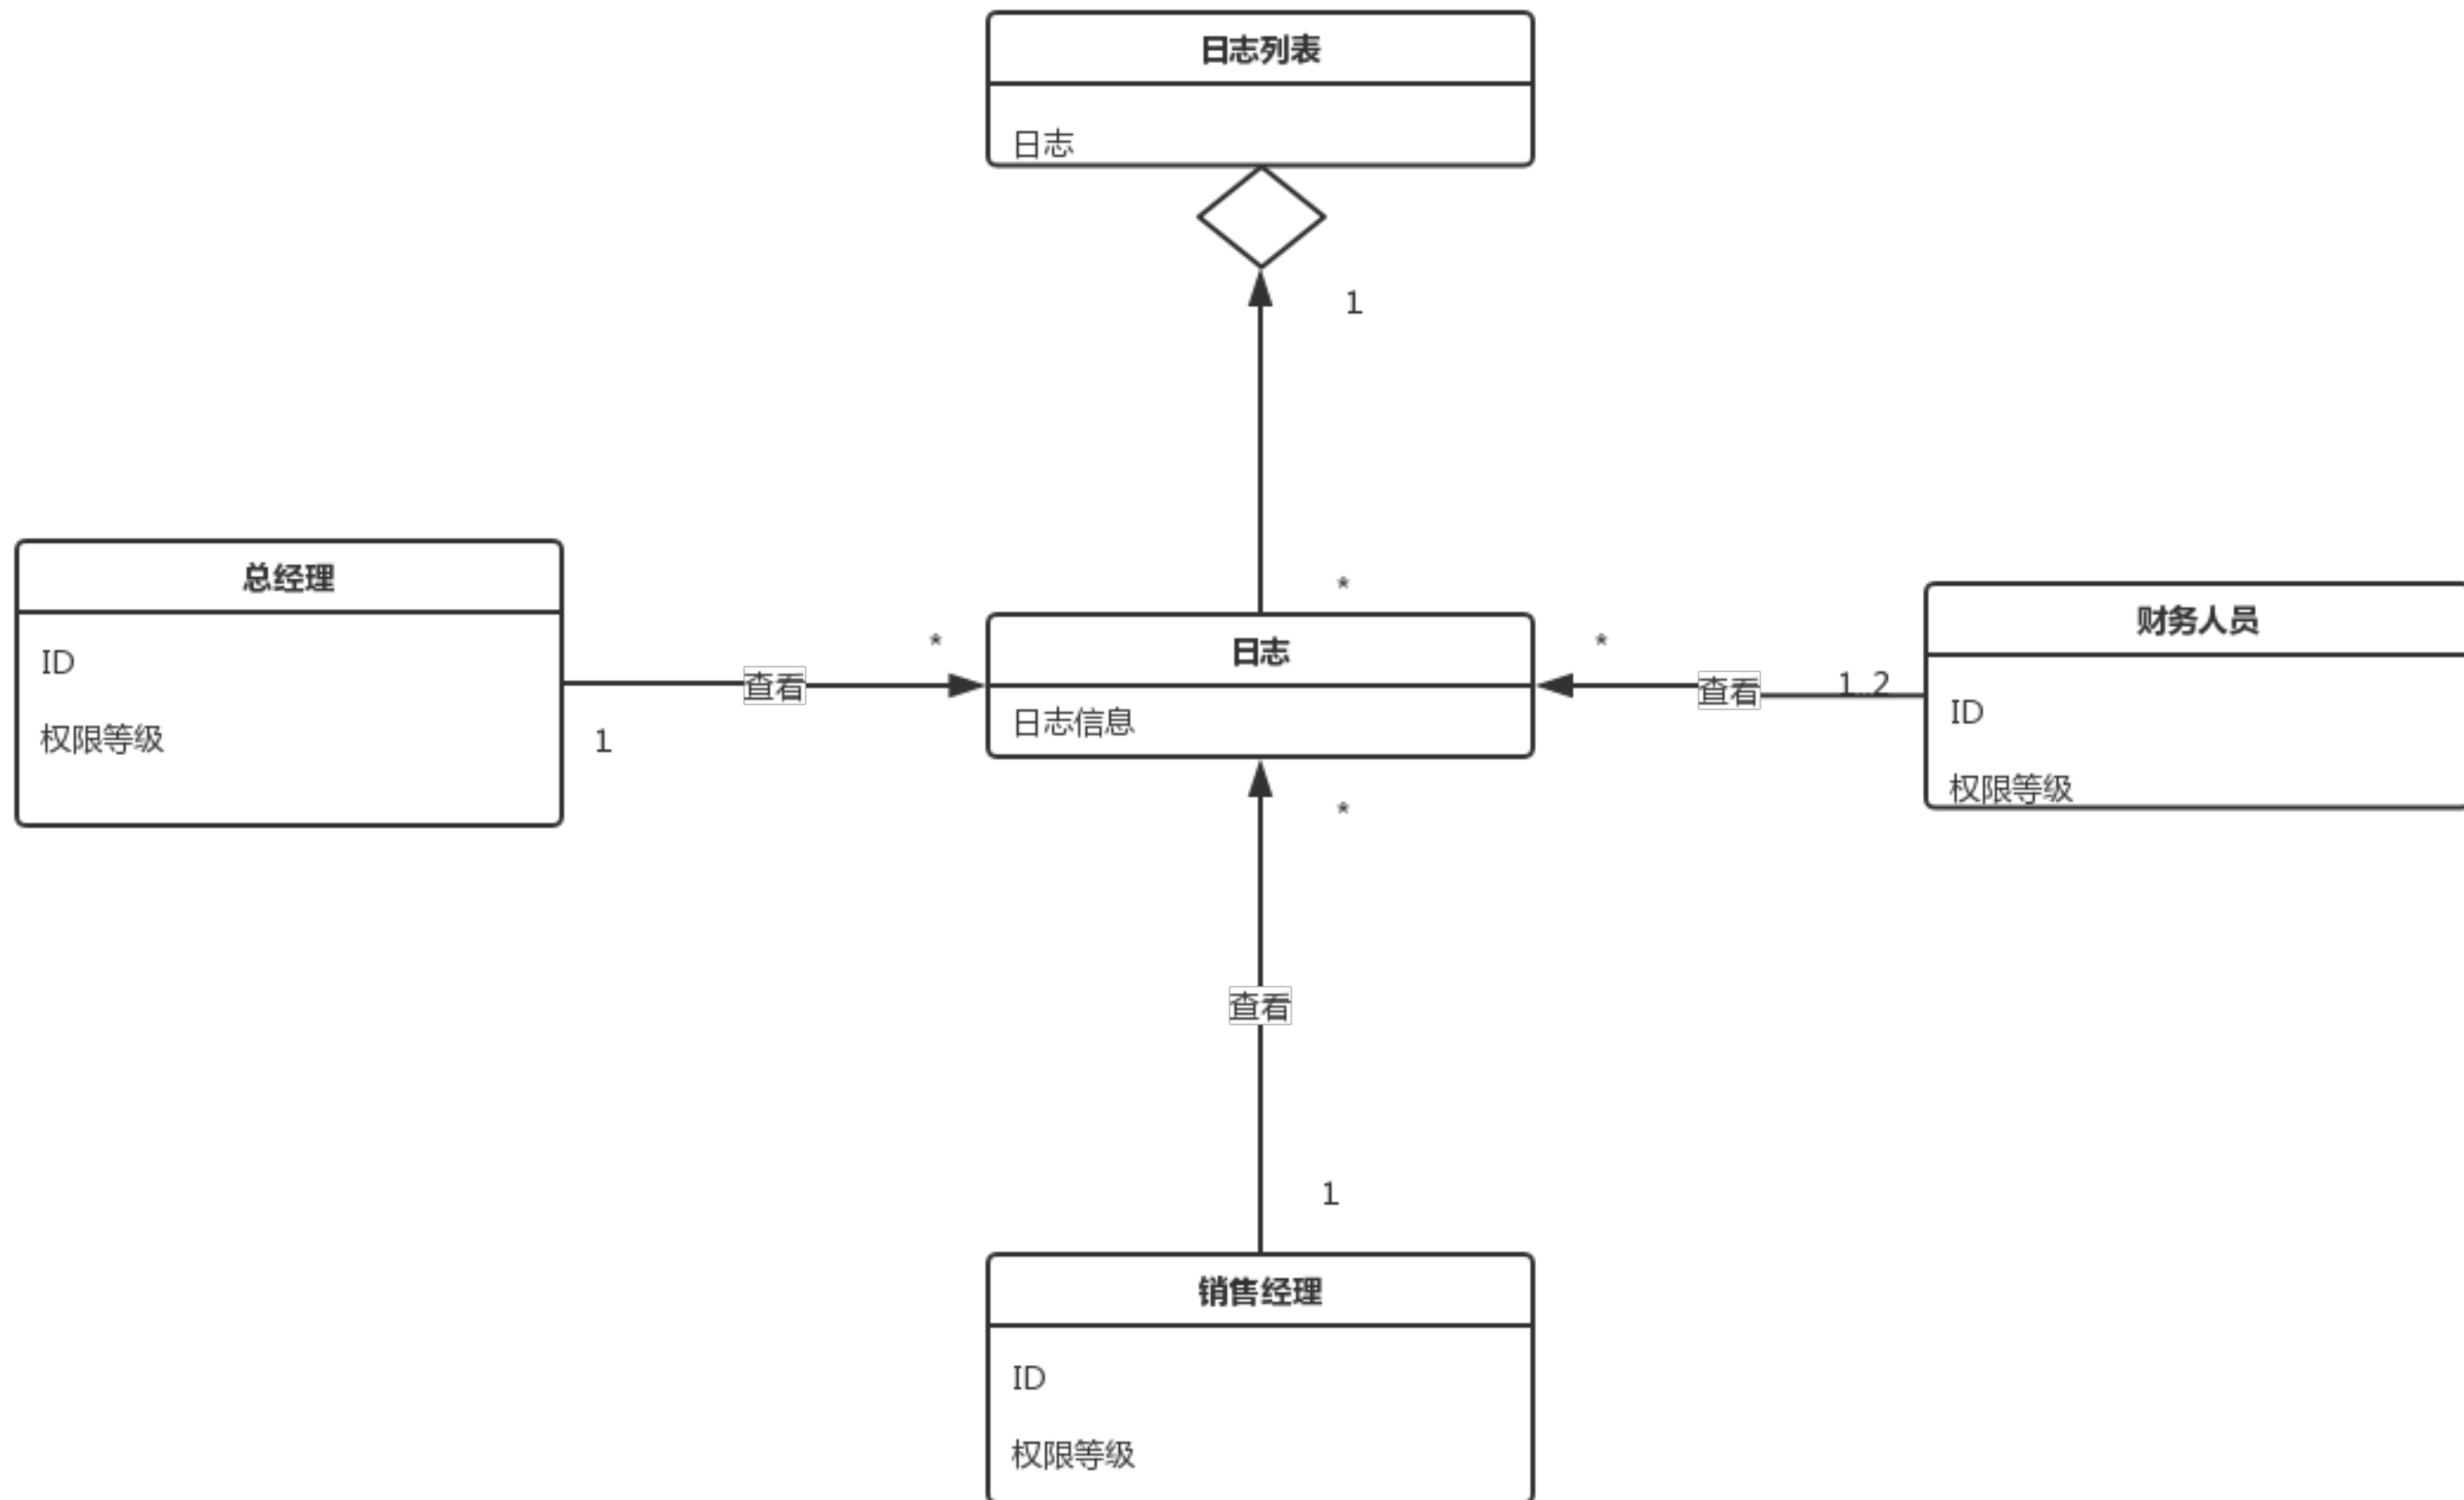 日志列表
日志
1
*
总经理
ID
权限等级
1
查看
*
日志
日志信息
*
查看
1..2
财务人员
ID
权限等级
*
查看
1
销售经理
ID
权限等级